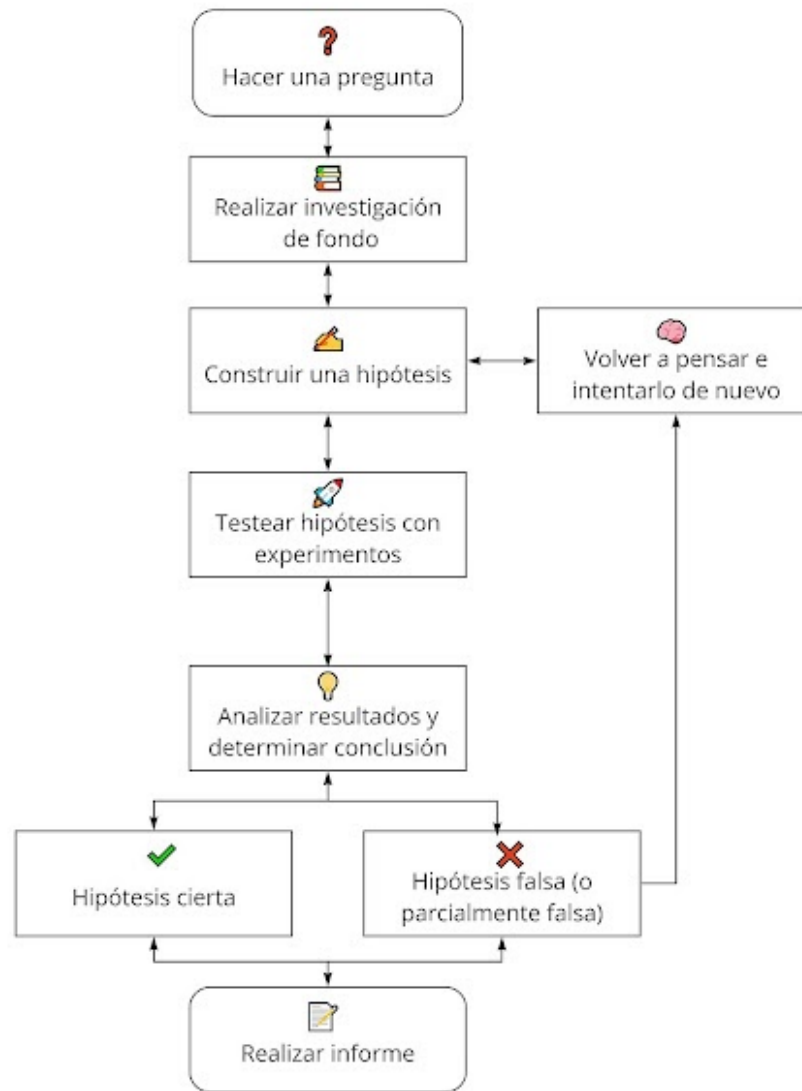 Hacer una pregunta
Realizar investigación
de fondo
Construir una hipótesis
Volver a pensar e
intentarlo de nuevo
Testear hipótesis con
experimentos
Analizar resultados y
determinar conclusión
Hipótesis cierta
Hipótesis falsa (o
parcialmente falsa)
Realizar informe